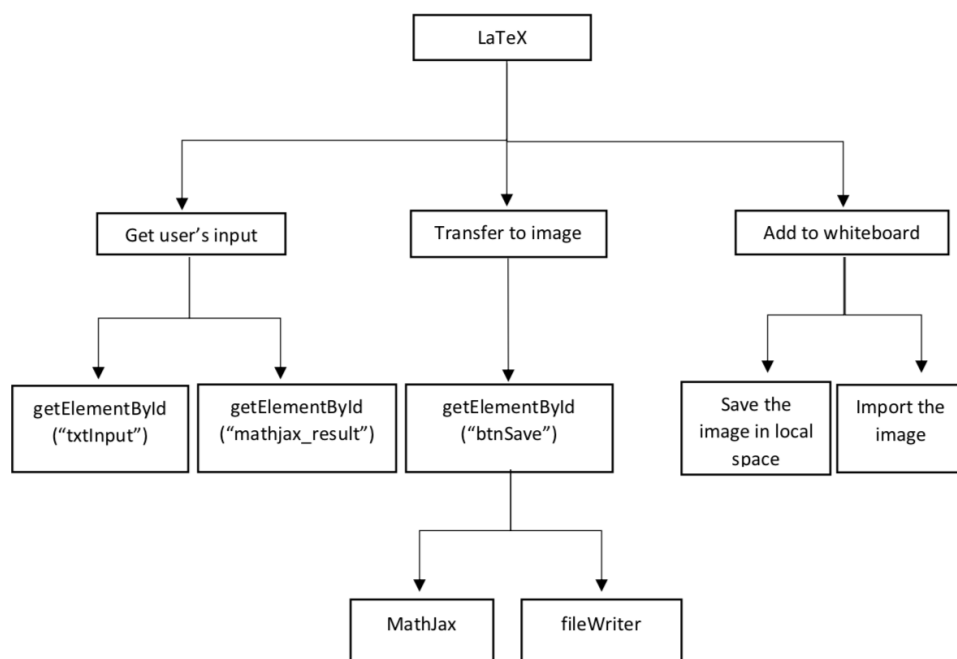 LaTeX
Get user’s input
Transfer to image
Add to whiteboard
getElementById
(“txtInput”)
getElementById
(“mathjax_result”)
getElementById
(“btnSave”)
Save the
image in local
space
Import the
image
MathJax
fileWriter